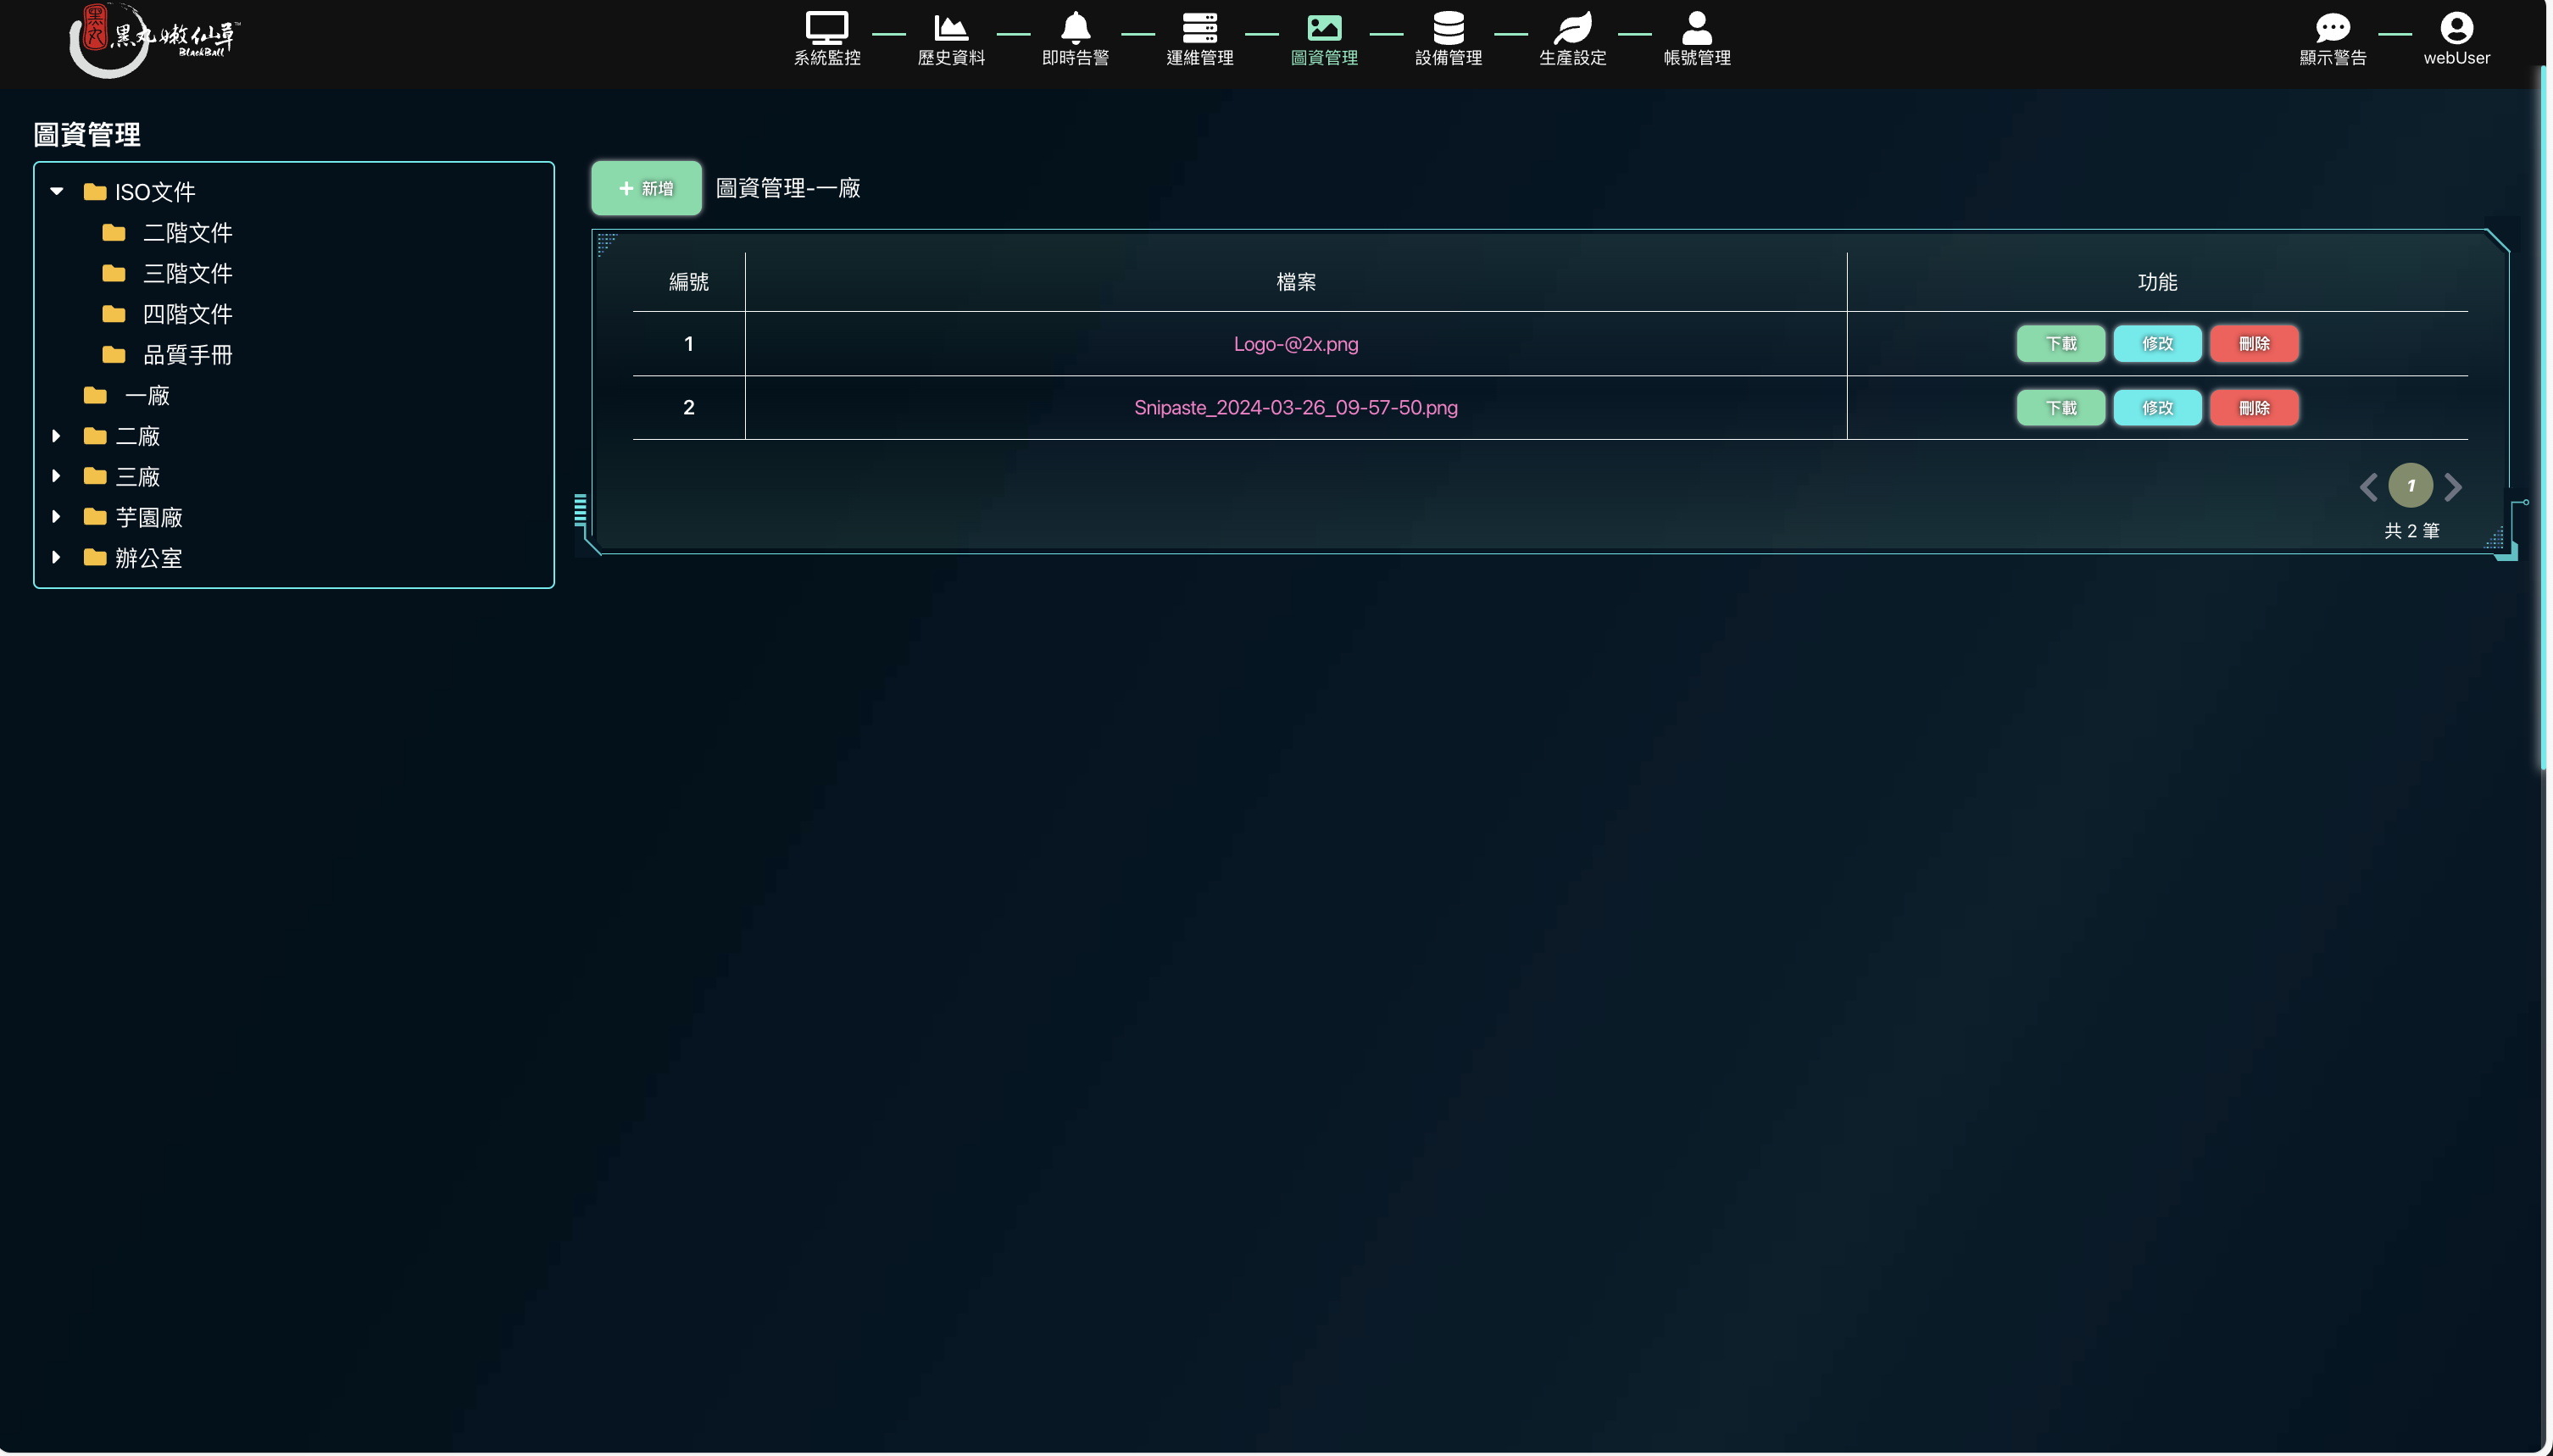 黑丸
黑丸嫩仙草™
BlackBall
系統監控
歷史資料
即時告警
運維管理
圖資管理
設備管理
生產設定
帳號管理
顯示警告
webUser
圖資管理
ISO文件
二階文件
三階文件
四階文件
品質手冊
一廠
二廠
三廠
芋園廠
辦公室
+ 新增 圖資管理-一廠
編號 檔案 功能
1 Logo-@2x.png 下載 修改 刪除
2 Snipaste_2024-03-26_09-57-50.png 下載 修改 刪除
1
共 2 筆